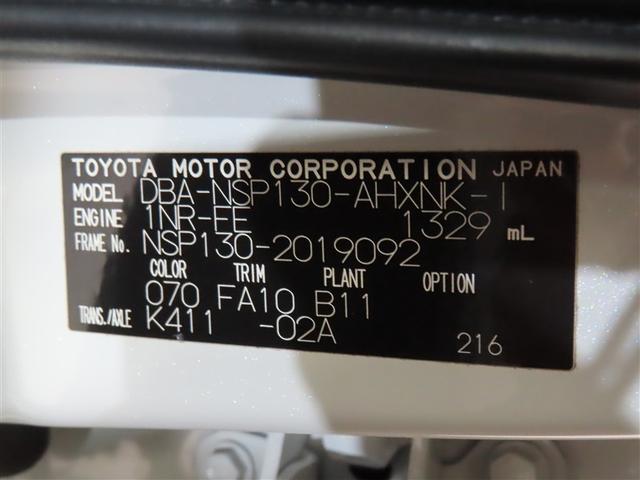 TOYOTA MOTOR CORPORATION JAPAN
MODEL DBA-NSP130-AHXNK-I
ENGINE 1NR-FE 1329 mL
FRAME No. NSP130-2019092
COLOR TRIM PLANT OPTION
070 FA10 B11
TRANS./AXLE K411 -02A
216